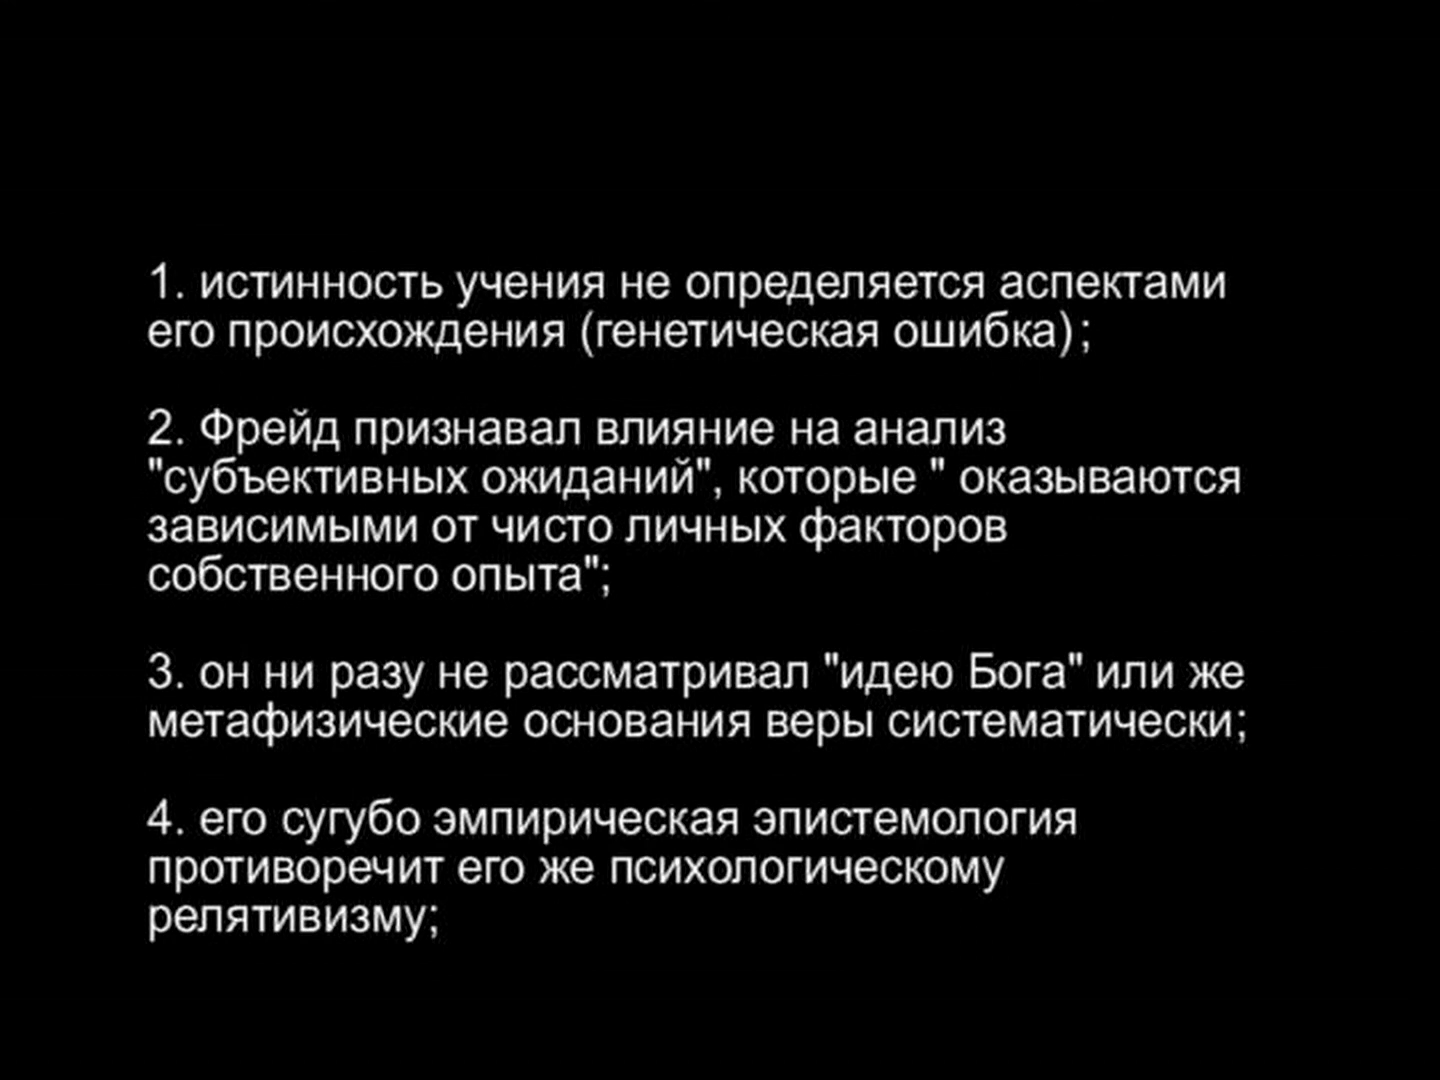 1. истинность учения не определяется аспектами
его происхождения (генетическая ошибка) ;
2. Фрейд признавал влияние на анализ
"субъективных ожиданий", которые " оказываются
зависимыми от чисто личных факторов
собственного опыта";
3. он ни разу не рассматривал "идею Бога" или же
метафизические основания веры систематически;
4. его сугубо эмпирическая эпистемология
противоречит его же психологическому
релятивизму;